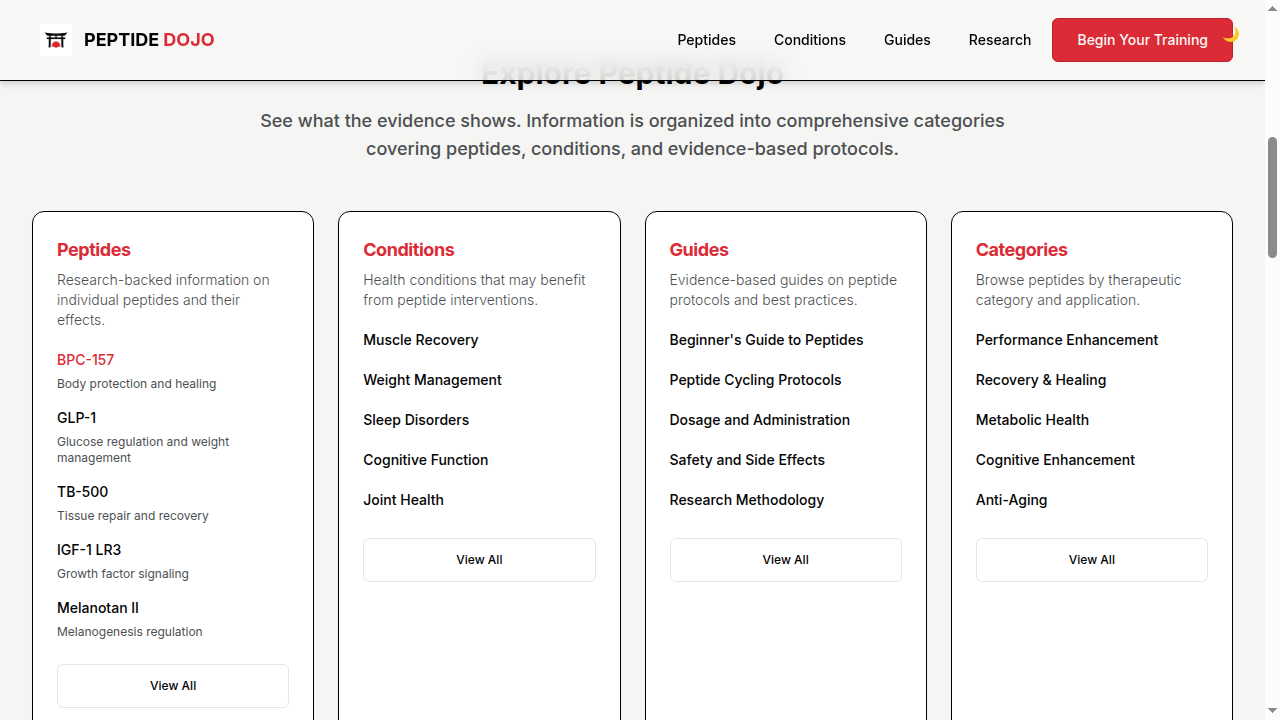 PEPTIDE DOJO
Peptides
Conditions
Guides
Research
Begin Your Training
Explore Peptide Dojo
See what the evidence shows. Information is organized into comprehensive categories
covering peptides, conditions, and evidence-based protocols.
Peptides
Research-backed information on
individual peptides and their
effects.
BPC-157
Body protection and healing
GLP-1
Glucose regulation and weight
management
TB-500
Tissue repair and recovery
IGF-1 LR3
Growth factor signaling
Melanotan II
Melanogenesis regulation
View All
Conditions
Health conditions that may benefit
from peptide interventions.
Muscle Recovery
Weight Management
Sleep Disorders
Cognitive Function
Joint Health
View All
Guides
Evidence-based guides on peptide
protocols and best practices.
Beginner's Guide to Peptides
Peptide Cycling Protocols
Dosage and Administration
Safety and Side Effects
Research Methodology
View All
Categories
Browse peptides by therapeutic
category and application.
Performance Enhancement
Recovery & Healing
Metabolic Health
Cognitive Enhancement
Anti-Aging
View All